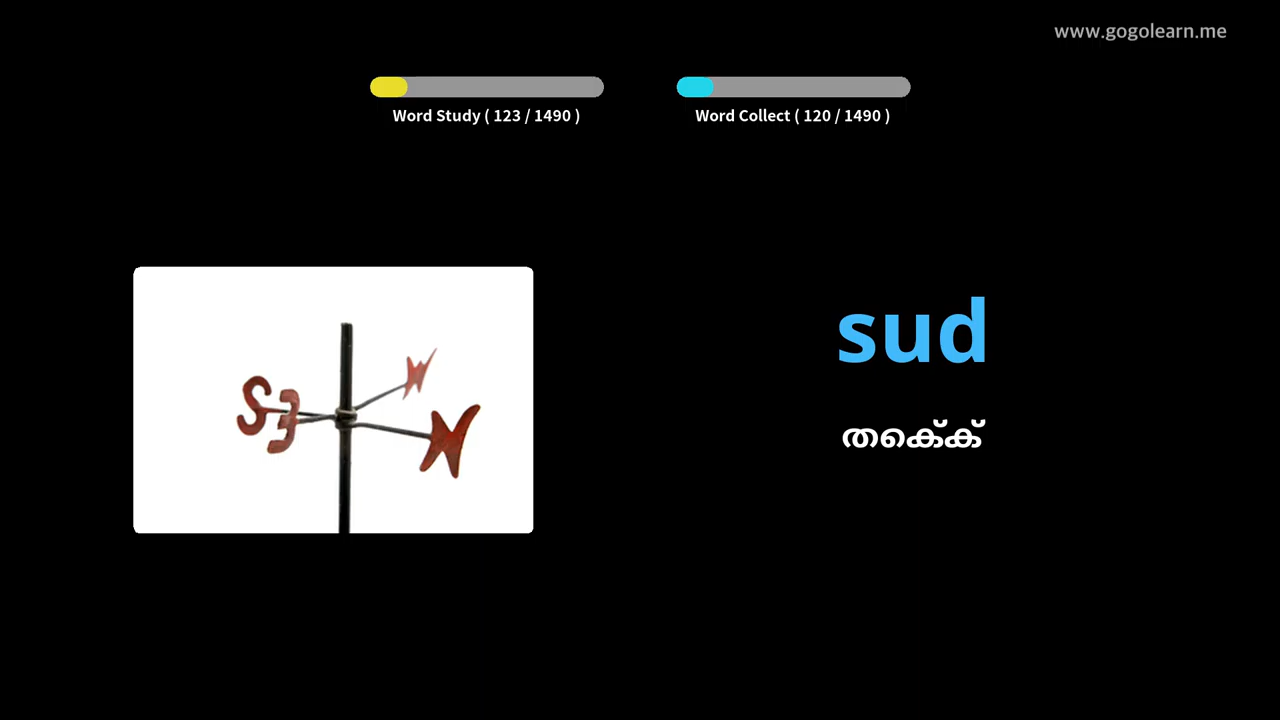 www.gogolearn.me
Word Study ( 123 / 1490 )
Word Collect ( 120 / 1490 )
S E W N
sud
തകെ്ക്